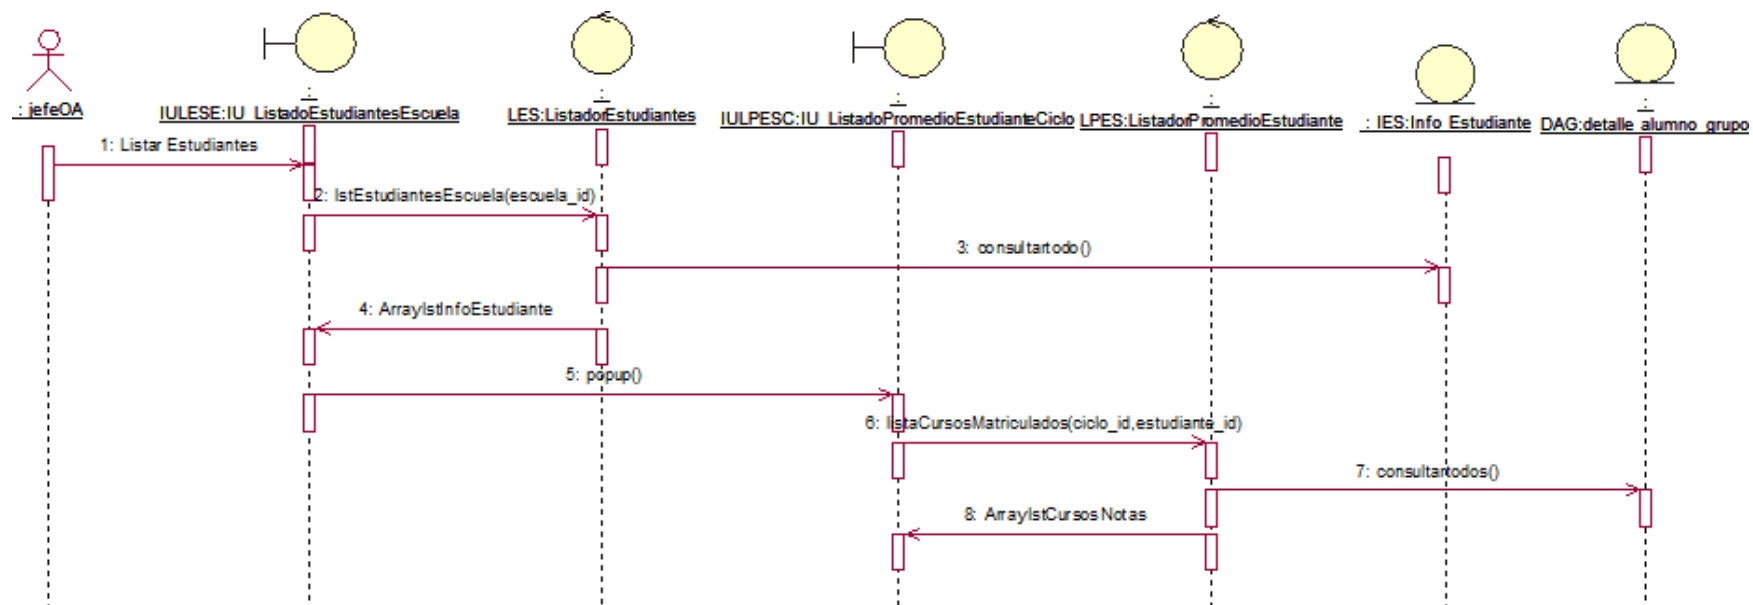 : jefeOA
:
IULESE:IU_ListadoEstudiantesEscuela
:
LES:ListadorEstudiantes
:
IULPESC:IU_ListadoPromedioEstudianteCiclo
:
LPES:ListadorPromedioEstudiante
: IES:Info_Estudiante
:
DAG:detalle_alumno_grupo
1: Listar Estudiantes
2: lstEstudiantesEscuela(escuela_id)
3: consultartodo()
4: ArraylstInfoEstudiante
5: popup()
6: listaCursosMatriculados(ciclo_id,estudiante_id)
7: consultartodos()
8: ArraylstCursosNotas